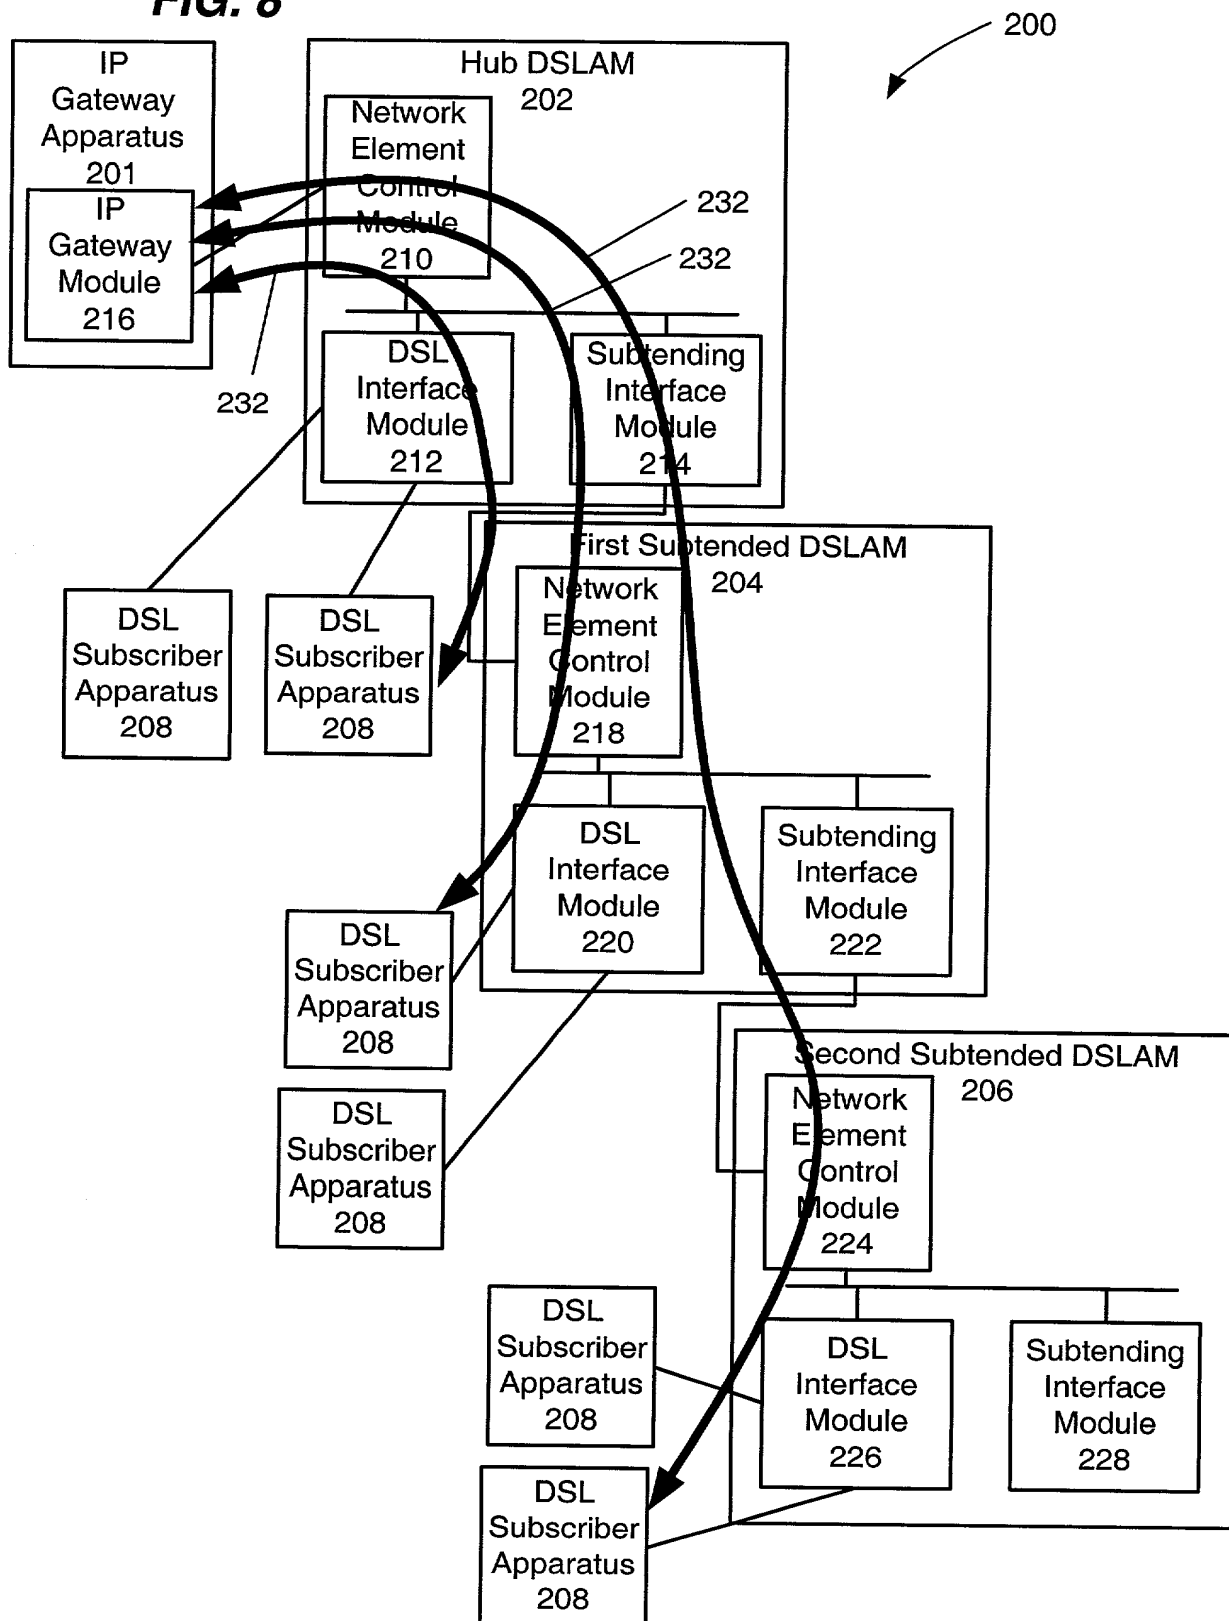 FIG. 8
200
IP
Gateway
Apparatus
201
IP
Gateway
Module
216
Hub DSLAM
202
Network
Element
Control
Module
210
232
232
232
DSL
Interface
Module
212
Subtending
Interface
Module
214
First Subtended DSLAM
204
Network
Element
Control
Module
218
DSL
Subscriber
Apparatus
208
DSL
Subscriber
Apparatus
208
DSL
Interface
Module
220
Subtending
Interface
Module
222
DSL
Subscriber
Apparatus
208
DSL
Subscriber
Apparatus
208
Second Subtended DSLAM
206
Network
Element
Control
Module
224
DSL
Subscriber
Apparatus
208
DSL
Interface
Module
226
Subtending
Interface
Module
228
DSL
Subscriber
Apparatus
208